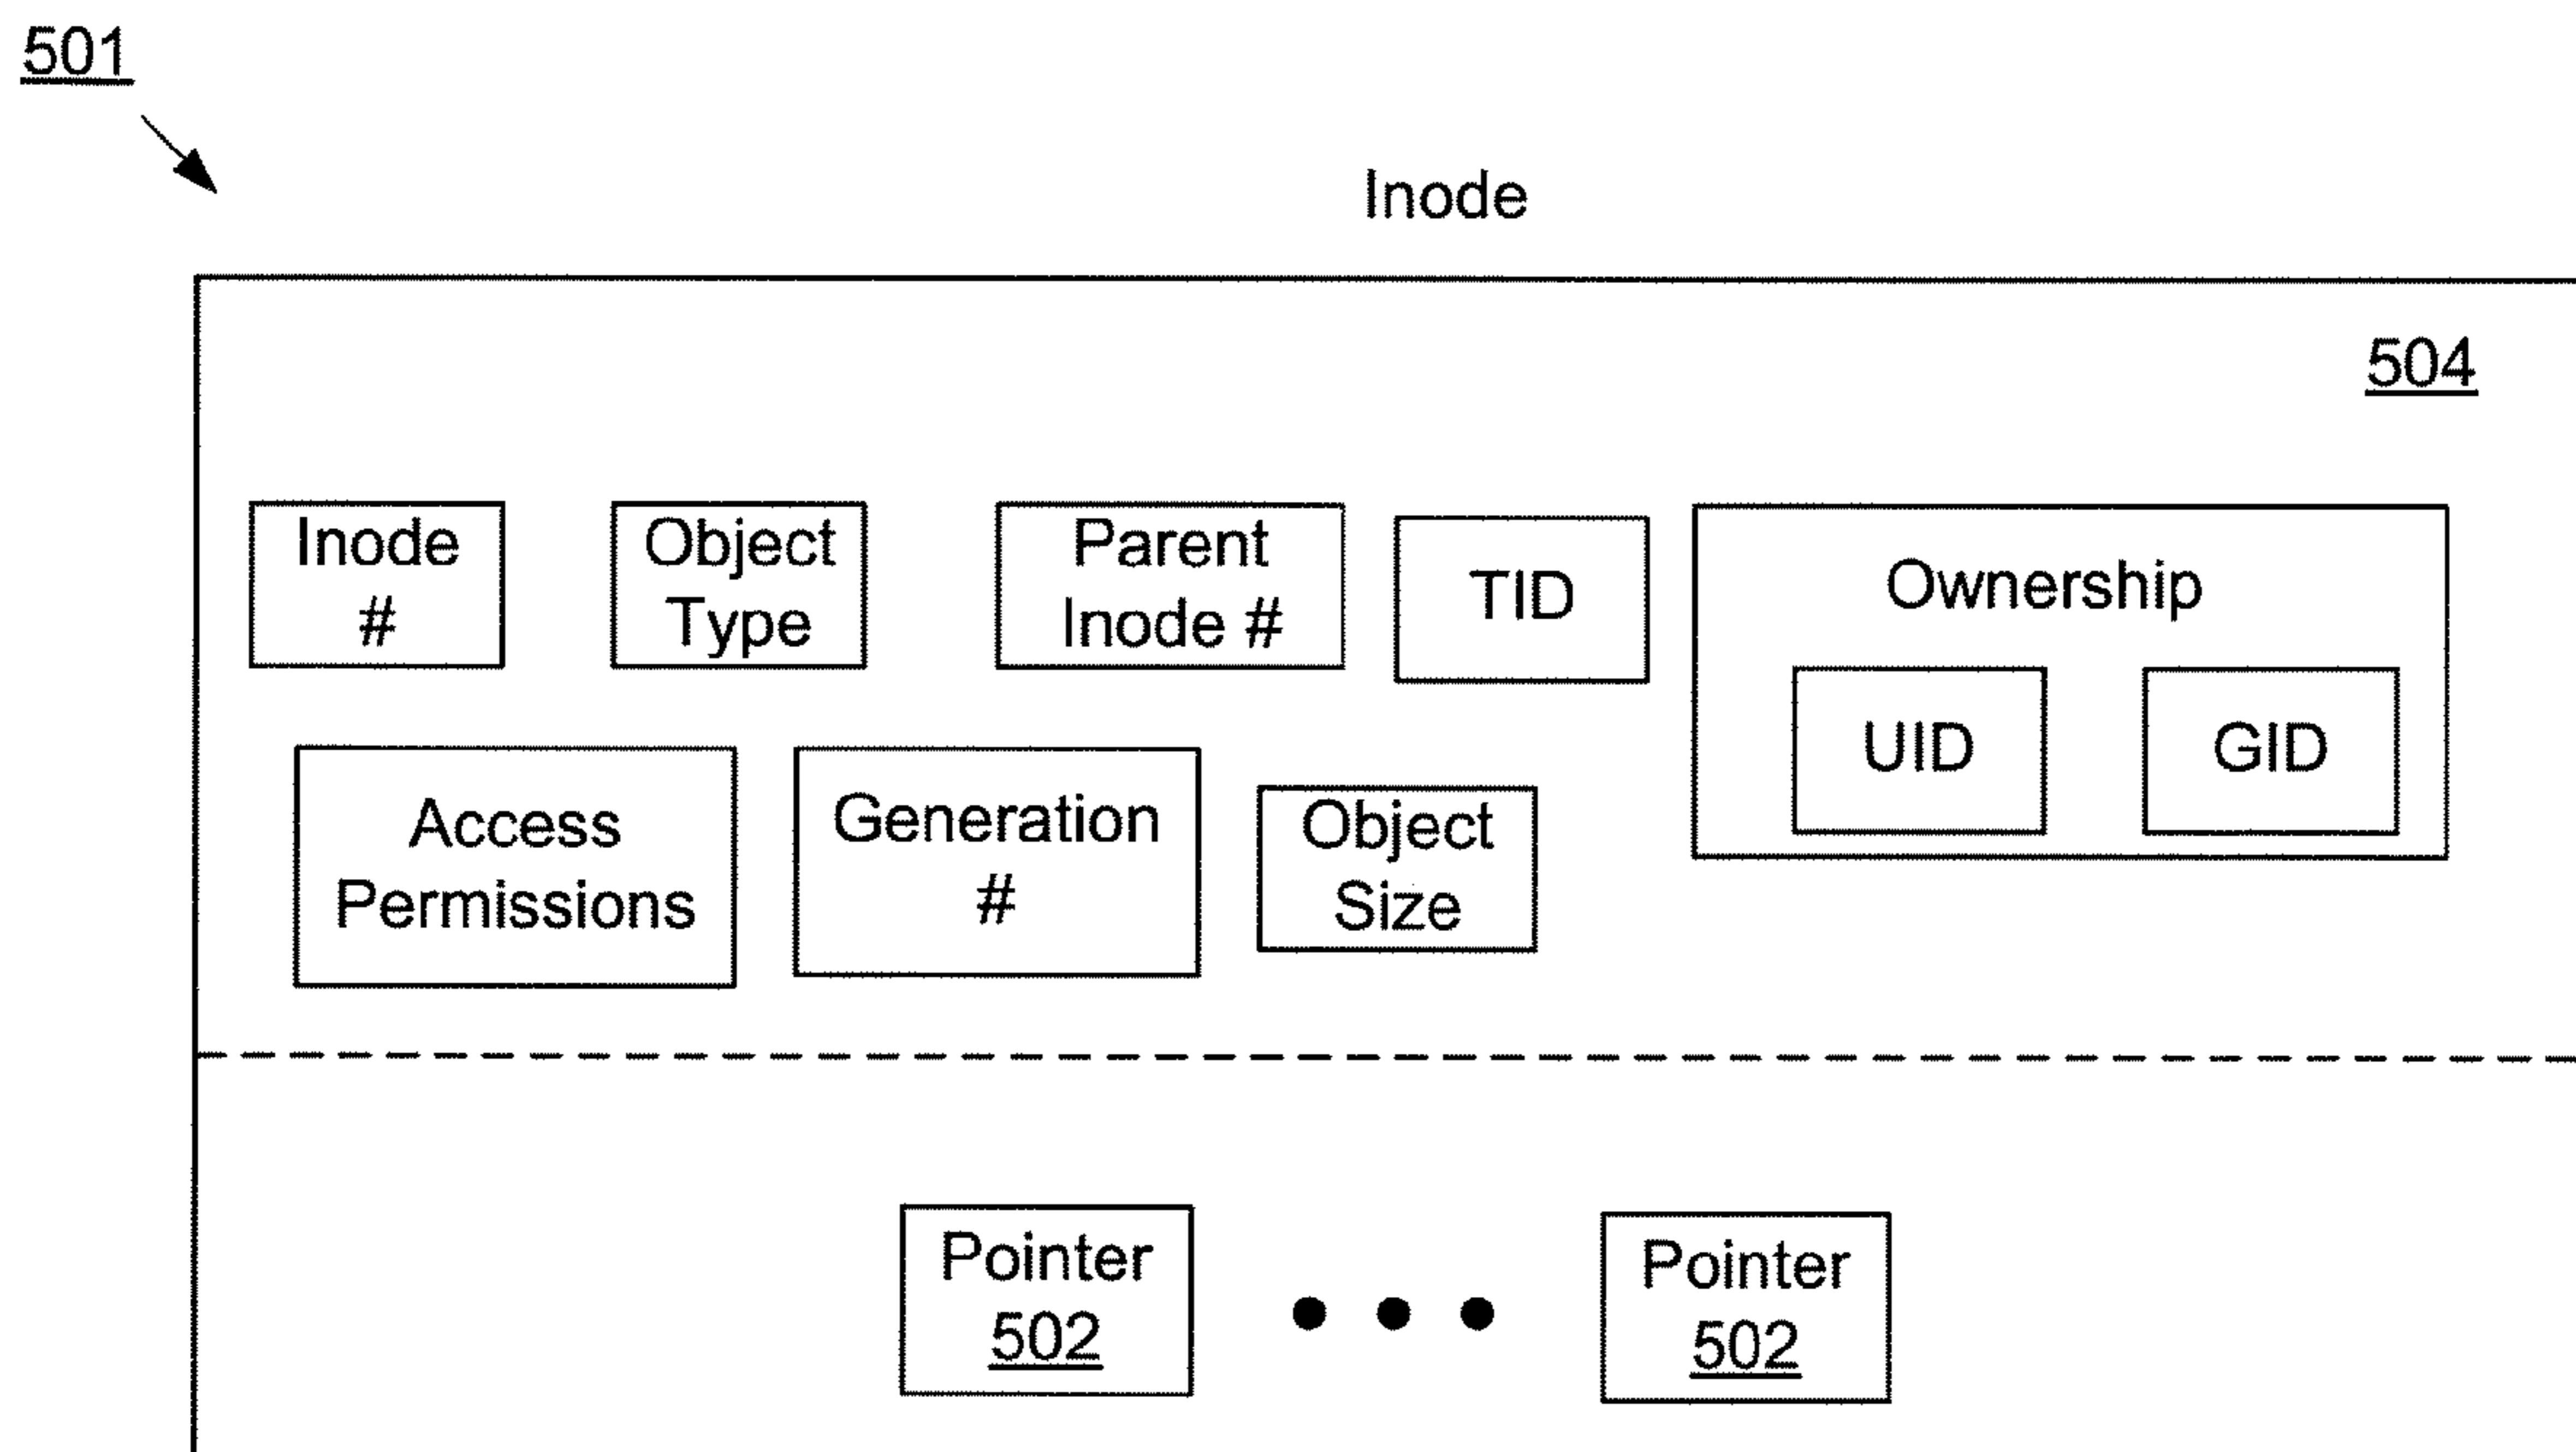 501
Inode
504
Inode
#
Object
Type
Parent
Inode #
TID
Ownership
UID
GID
Access
Permissions
Generation
#
Object
Size
Pointer
502
Pointer
502